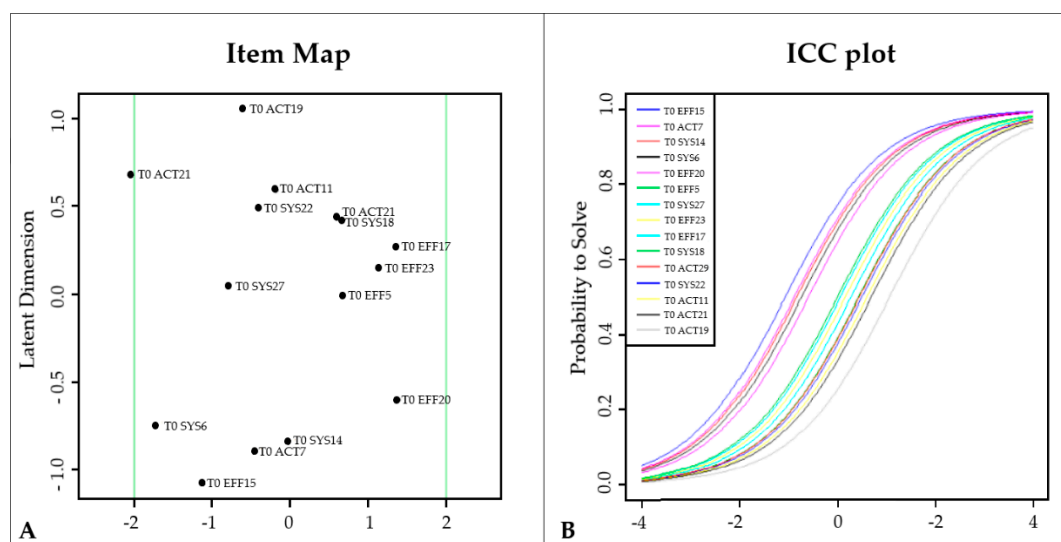 Item Map
T0 ACT19
T0 ACT21
T0 ACT11
T0 SYS22
T0 ACT21
T0 SYS18
T0 EFF17
T0 EFF23
T0 SYS27
T0 EFF5
T0 EFF20
T0 SYS6
T0 SYS14
T0 ACT7
T0 EFF15
Latent Dimension
1.0
0.5
0.0
-0.5
-1.0
-2
-1
0
1
2
A
ICC plot
T0 EFF15
T0 ACT7
T0 SYS14
T0 SYS6
T0 EFF20
T0 EFF5
T0 SYS27
T0 EFF23
T0 EFF17
T0 SYS18
T0 ACT29
T0 SYS22
T0 ACT11
T0 ACT21
T0 ACT19
Probability to Solve
1.0
0.8
0.6
0.4
0.2
0.0
-4
-2
0
-2
4
B